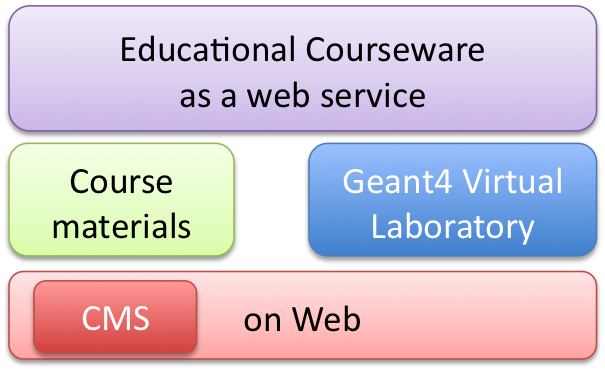 Educational Courseware
as a web service
Course
materials
Geant4 Virtual
Laboratory
CMS
on Web